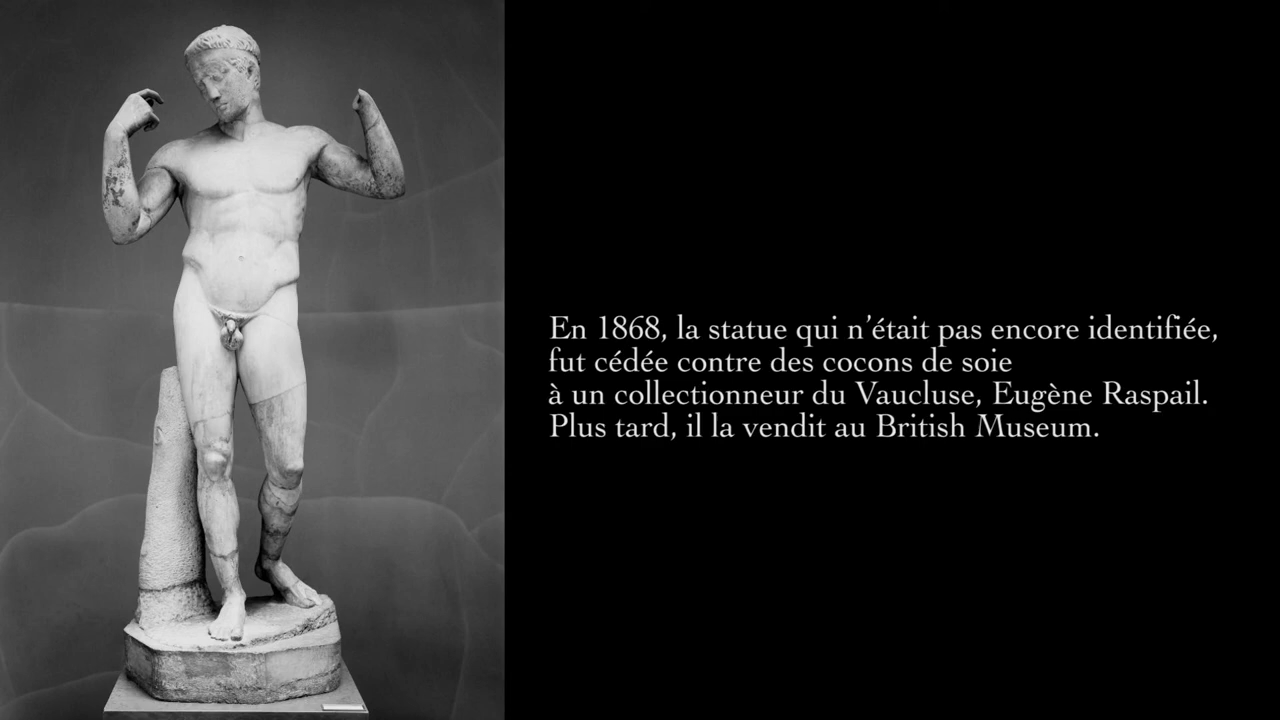 En 1868, la statue qui n’était pas encore identifiée,
fut cédée contre des cocons de soie
à un collectionneur du Vaucluse, Eugène Raspail.
Plus tard, il la vendit au British Museum.